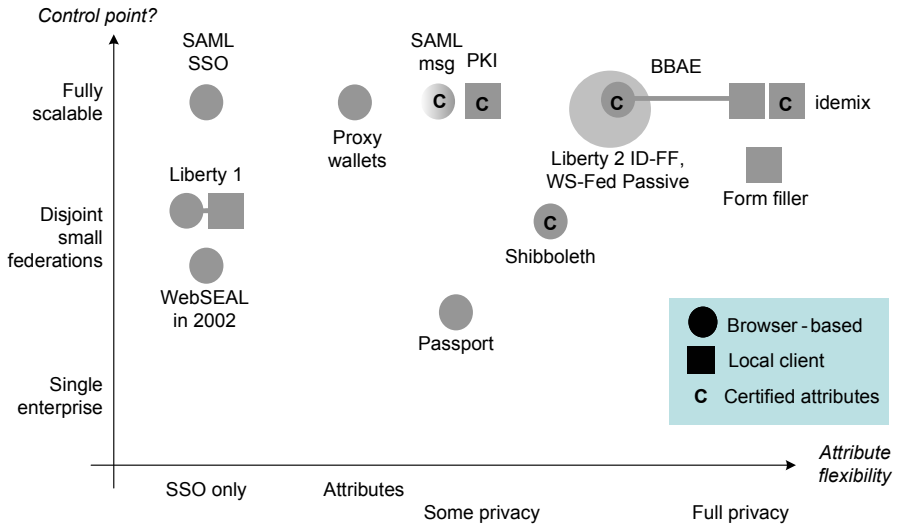 Control point?
SAML
SSO
SAML
msg
PKI
BBAE
Fully
scalable
C
C
C
C
idemix
Proxy
wallets
Liberty 2 ID-FF,
WS-Fed Passive
Form filler
Liberty 1
Disjoint
small
federations
C
Shibboleth
WebSEAL
in 2002
Passport
Browser-based
Local client
C Certified attributes
Single
enterprise
Attribute
flexibility
SSO only
Attributes
Some privacy
Full privacy